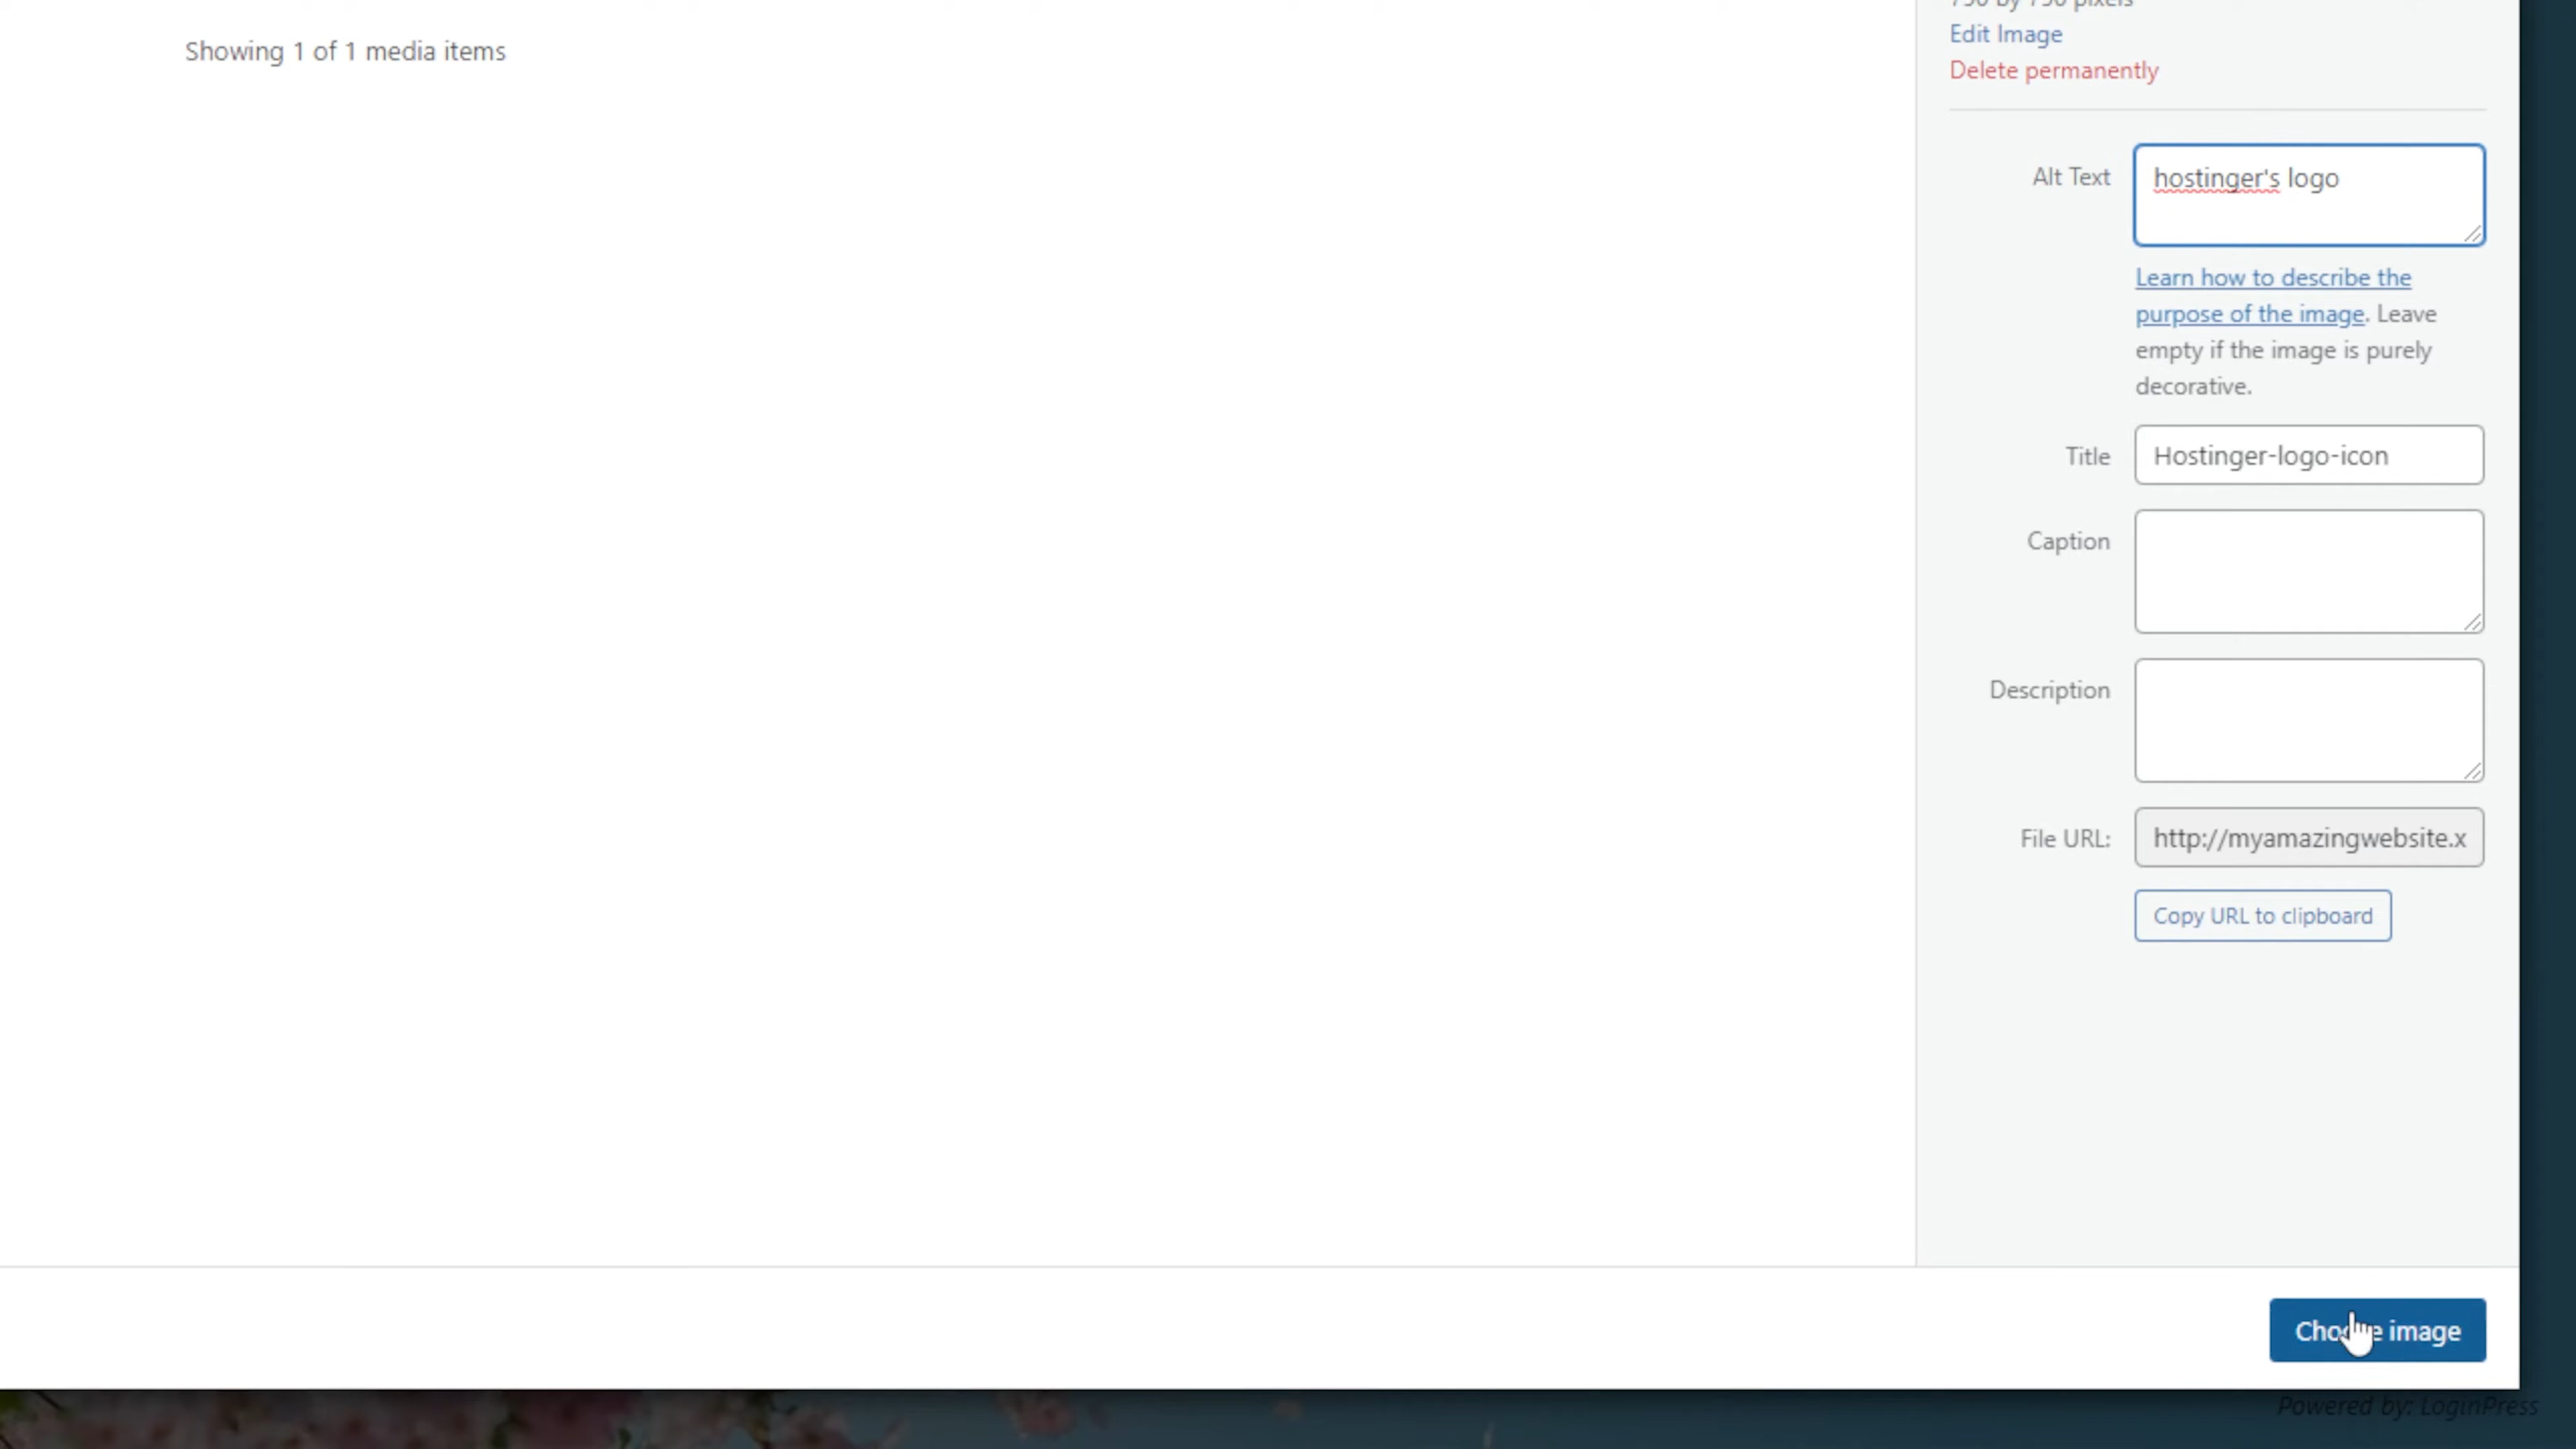 Showing 1 of 1 media items
Edit Image
Delete permanently
Alt Text
hostinger's logo
Learn how to describe the
purpose of the image. Leave
empty if the image is purely
decorative.
Title
Hostinger-logo-icon
Caption
Description
File URL:
http://myamazingwebsite.x
Copy URL to clipboard
image
Powered by: LoginPress